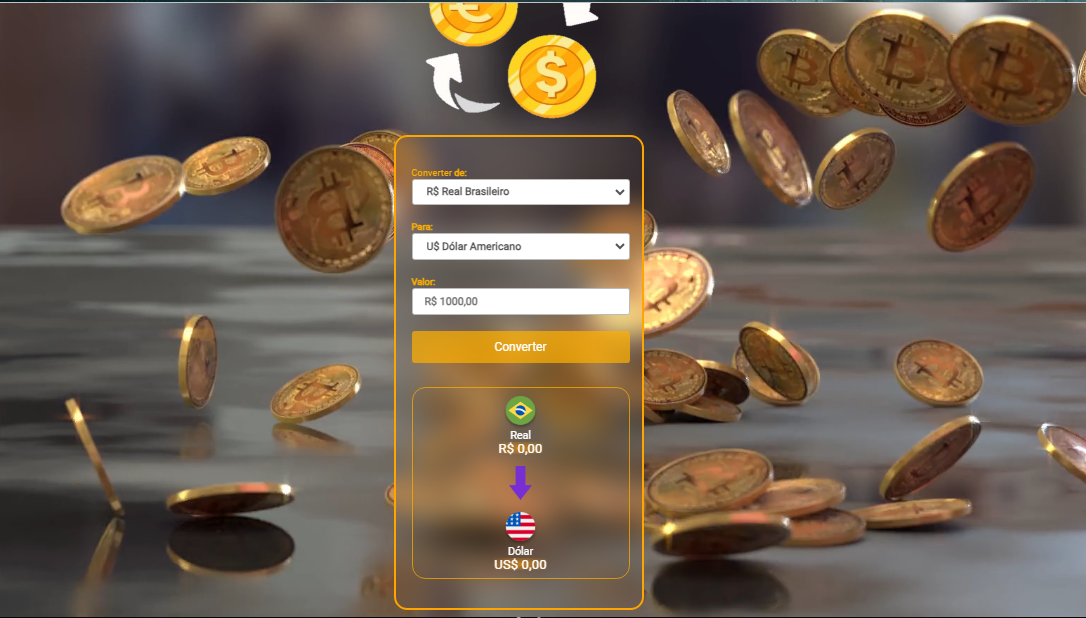 Converter de:
R$ Real Brasileiro
Para:
U$ Dólar Americano
Valor:
R$ 1000,00
Converter
Real
R$ 0,00
Dólar
US$ 0,00